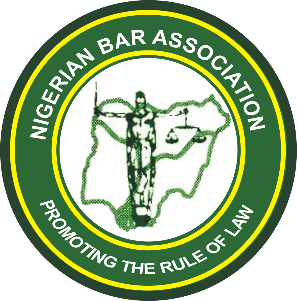 NIGERIAN BAR ASSOCIATION
PROMOTING THE RULE OF LAW